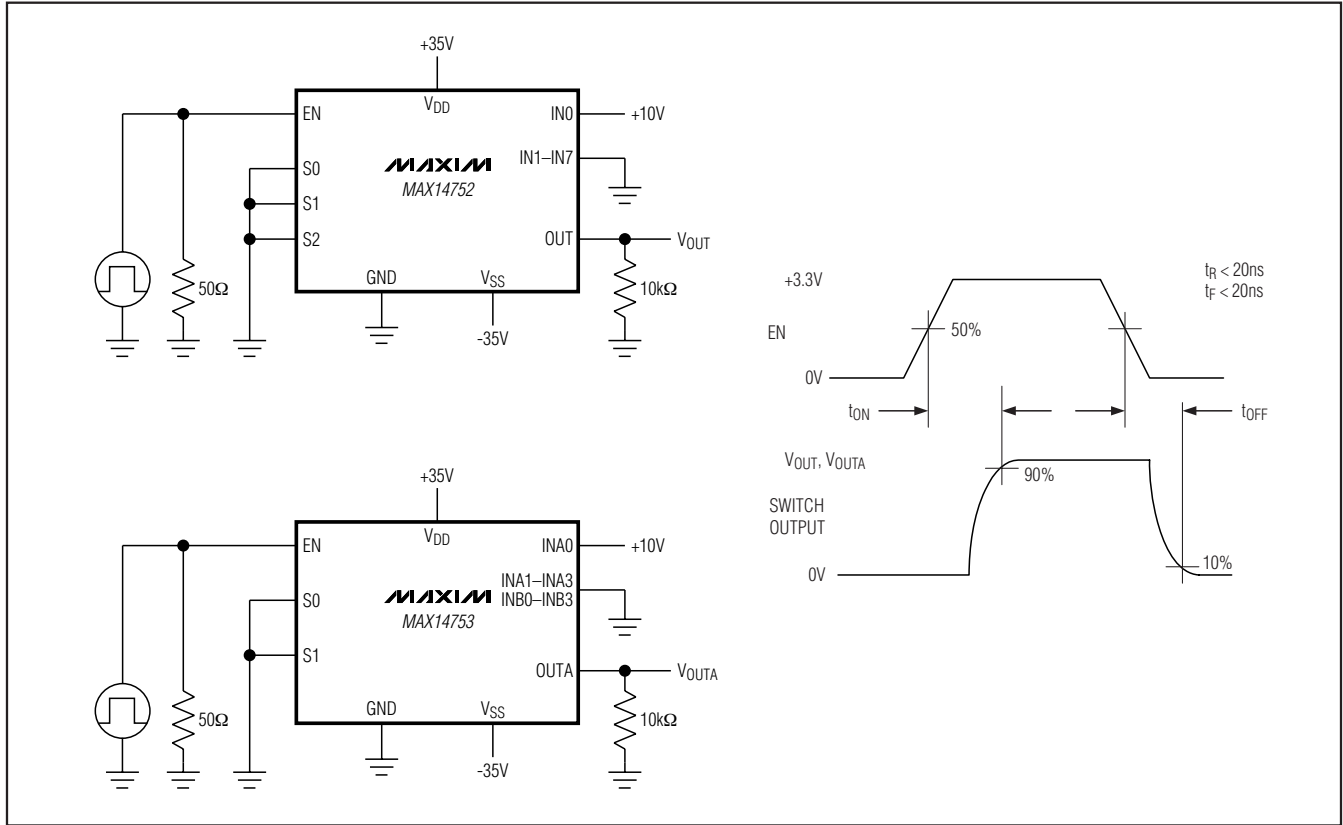 +35V
VDD
EN
IN0
+10V
S0
IN1–IN7
MAXIM
MAX14752
S1
S2
OUT
VOUT
50Ω
GND
VSS
10kΩ
-35V
+35V
VDD
EN
INA0
+10V
S0
INA1–INA3
INB0–INB3
MAXIM
MAX14753
S1
OUTA
VOUTA
50Ω
GND
VSS
10kΩ
-35V
+3.3V
tR < 20ns
tF < 20ns
EN
50%
0V
tON
tOFF
VOUT, VOUTA
90%
SWITCH
OUTPUT
0V
10%